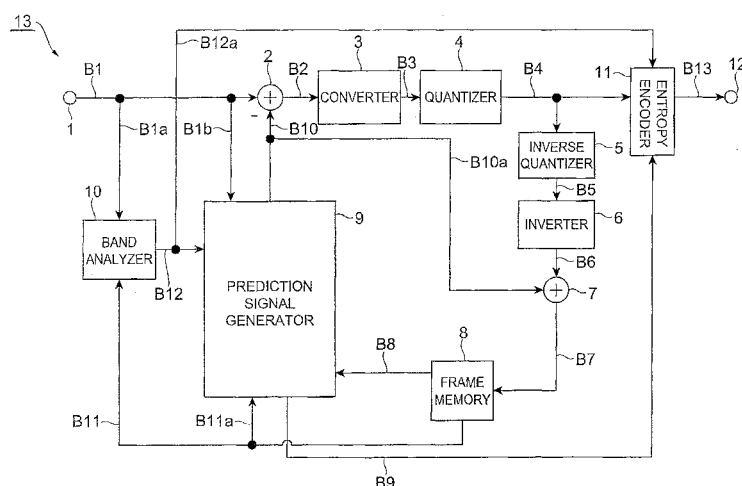 13
B12a
3
4
B1
2
B2
B3
B4
11
B13
12
1
CONVERTER
QUANTIZER
ENTROPY
ENCODER
B1a
B1b
B10
B10a
INVERSE
QUANTIZER
5
10
9
B5
BAND
ANALYZER
INVERTER
6
B12
B6
PREDICTION
SIGNAL
GENERATOR
7
B8
8
B7
FRAME
MEMORY
B11
B11a
B9